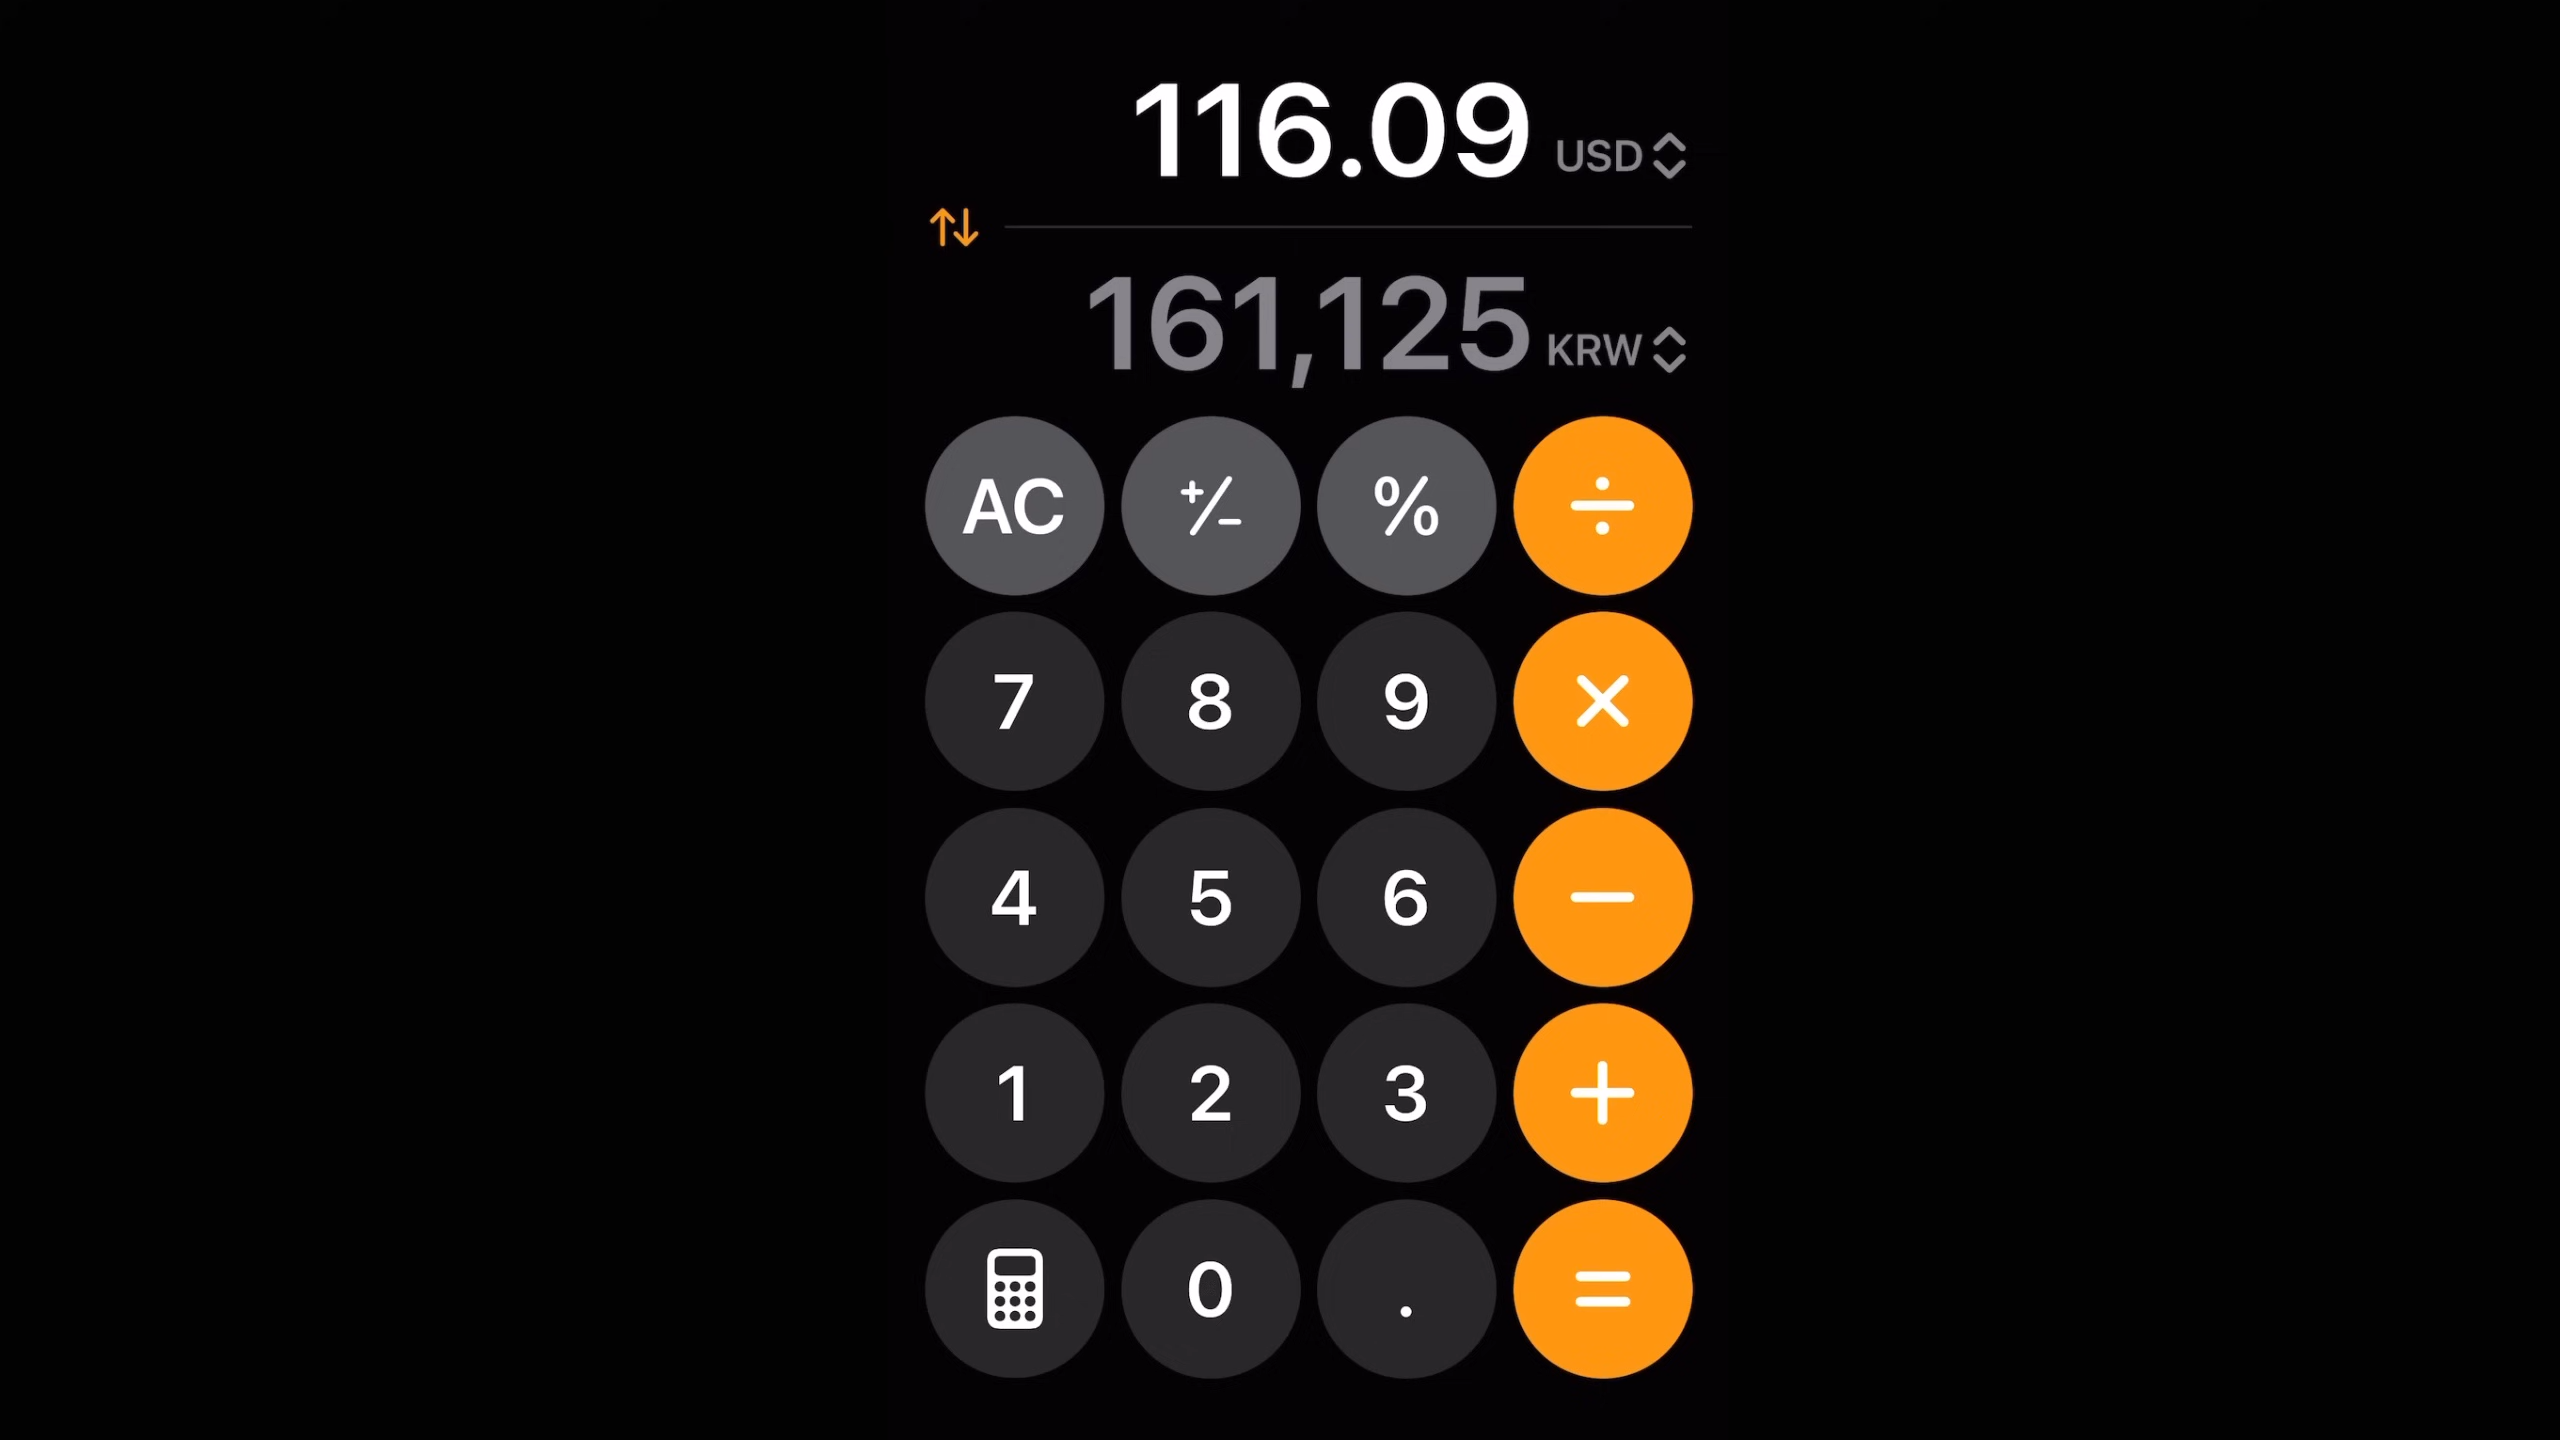 116.09 USD
161,125 KRW
AC +/- % ÷
7 8 9 ×
4 5 6 −
1 2 3 +
0 . =